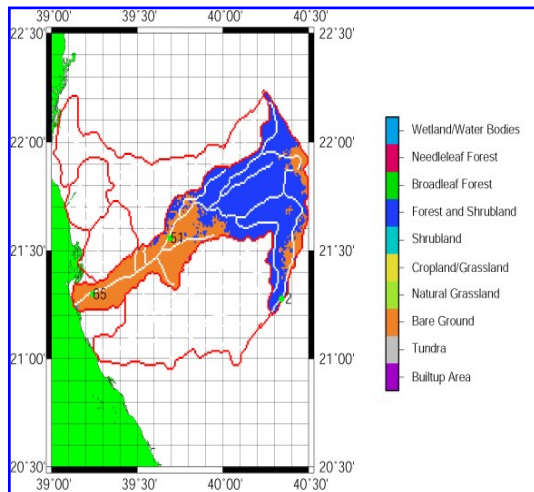 39°00' 39°30' 40°00' 40°30'
22°30' 22°30'
22°00' 22°00'
21°30' 21°30'
21°00' 21°00'
20°30' 20°30'
39°00' 39°30' 40°00' 40°30'
51
65
2
Wetland/Water Bodies
Needleleaf Forest
Broadleaf Forest
Forest and Shrubland
Shrubland
Cropland/Grassland
Natural Grassland
Bare Ground
Tundra
Builtup Area